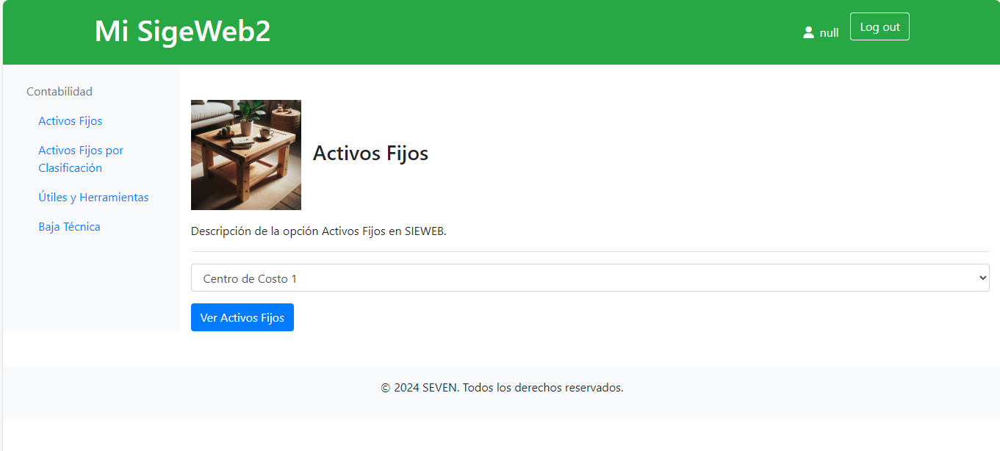 Mi SigeWeb2
null
Log out
Contabilidad
Activos Fijos
Activos Fijos por
Clasificación
Útiles y Herramientas
Baja Técnica
Activos Fijos
Descripción de la opción Activos Fijos en SIEWEB.
Centro de Costo 1
Ver Activos Fijos
© 2024 SEVEN. Todos los derechos reservados.